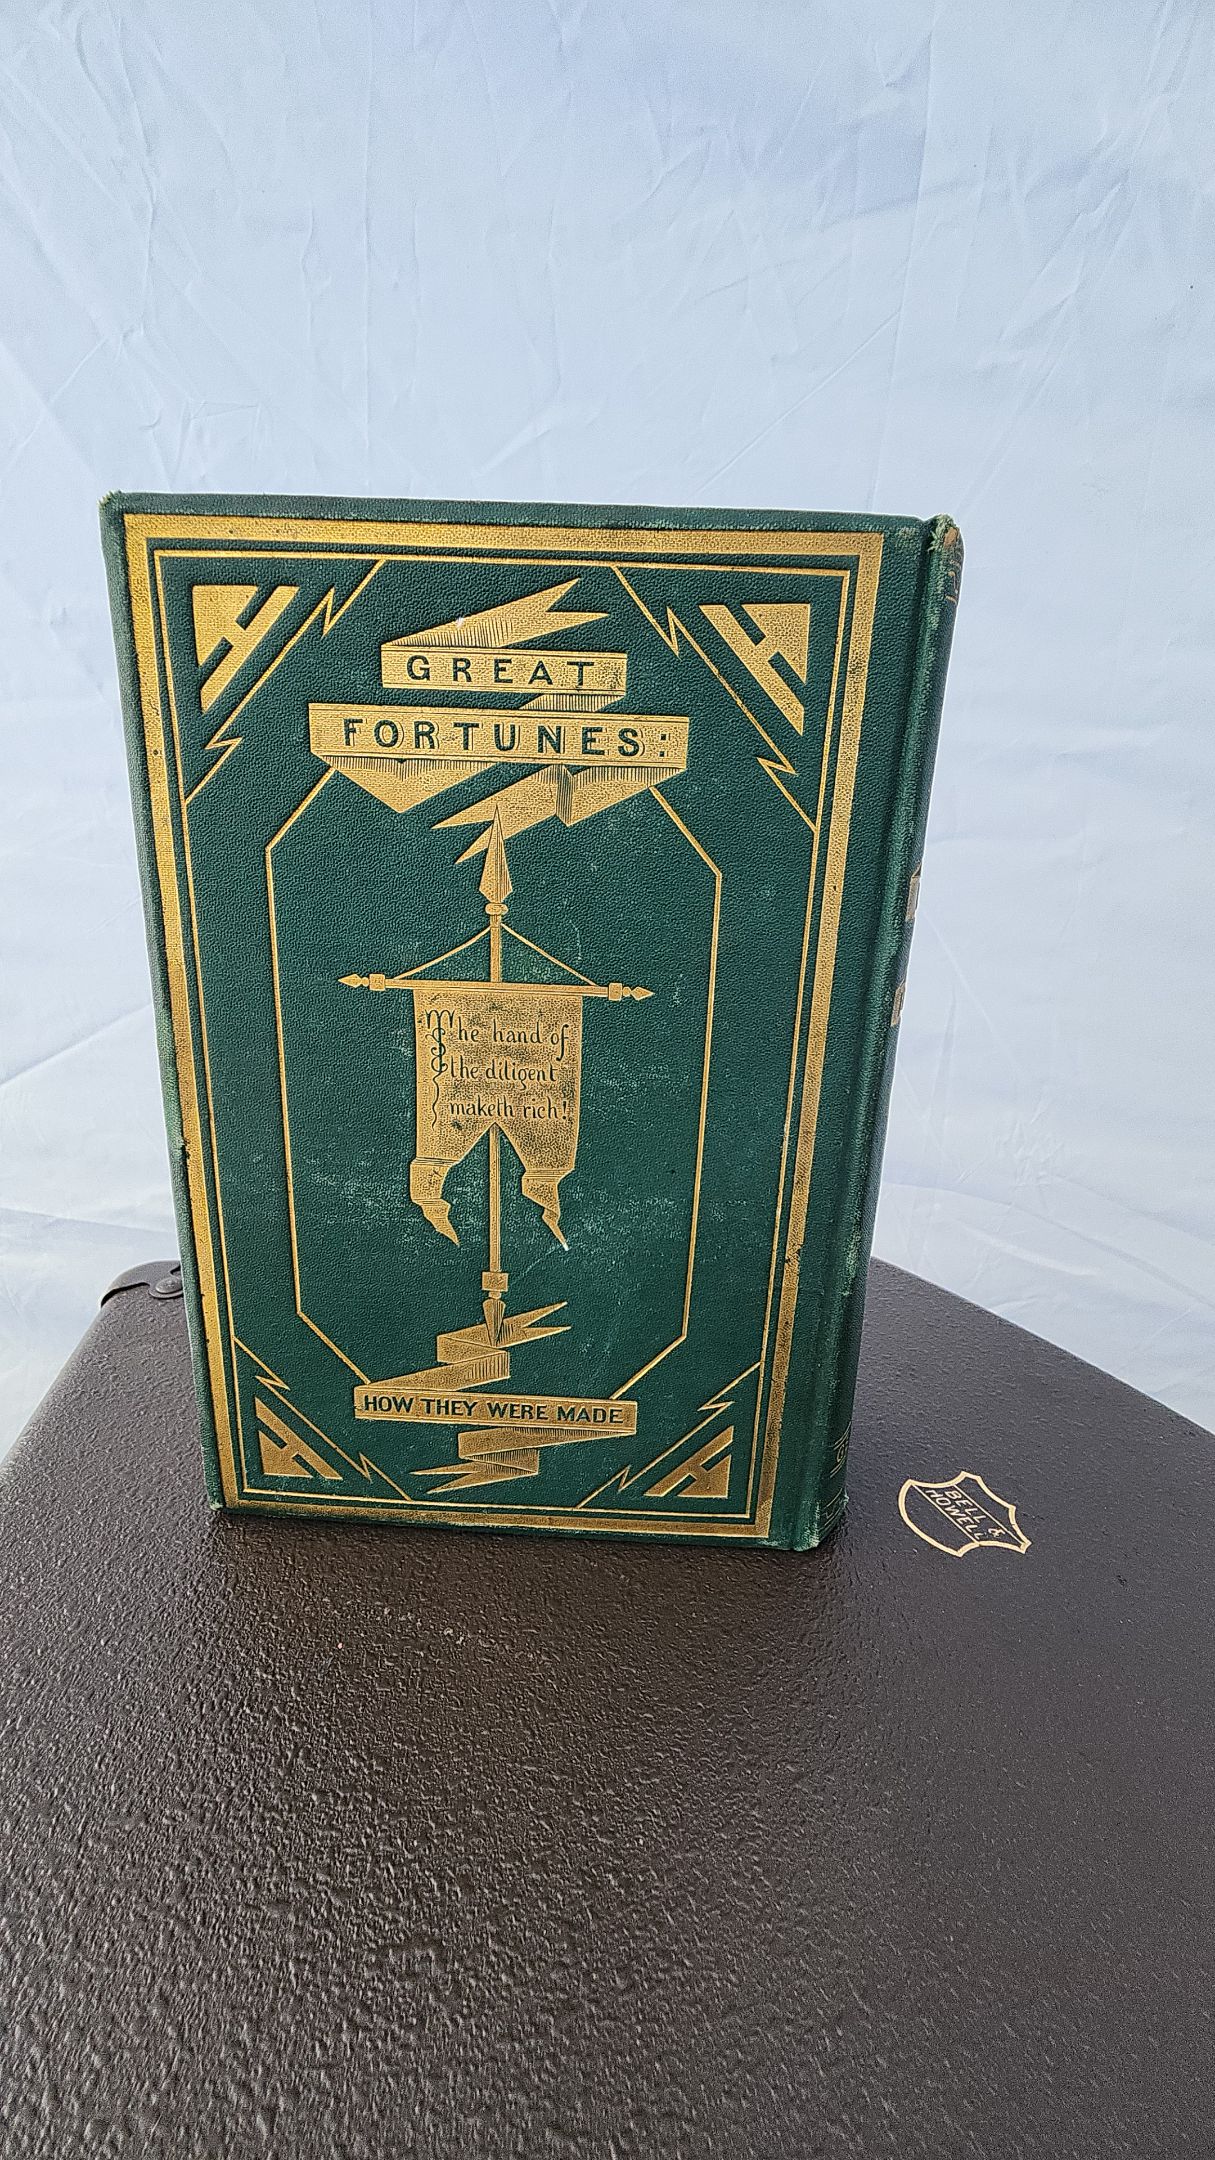 GREAT
FORTUNES:
The hand of
the diligent
maketh rich!
HOW THEY WERE MADE
BELL &
HOWELL